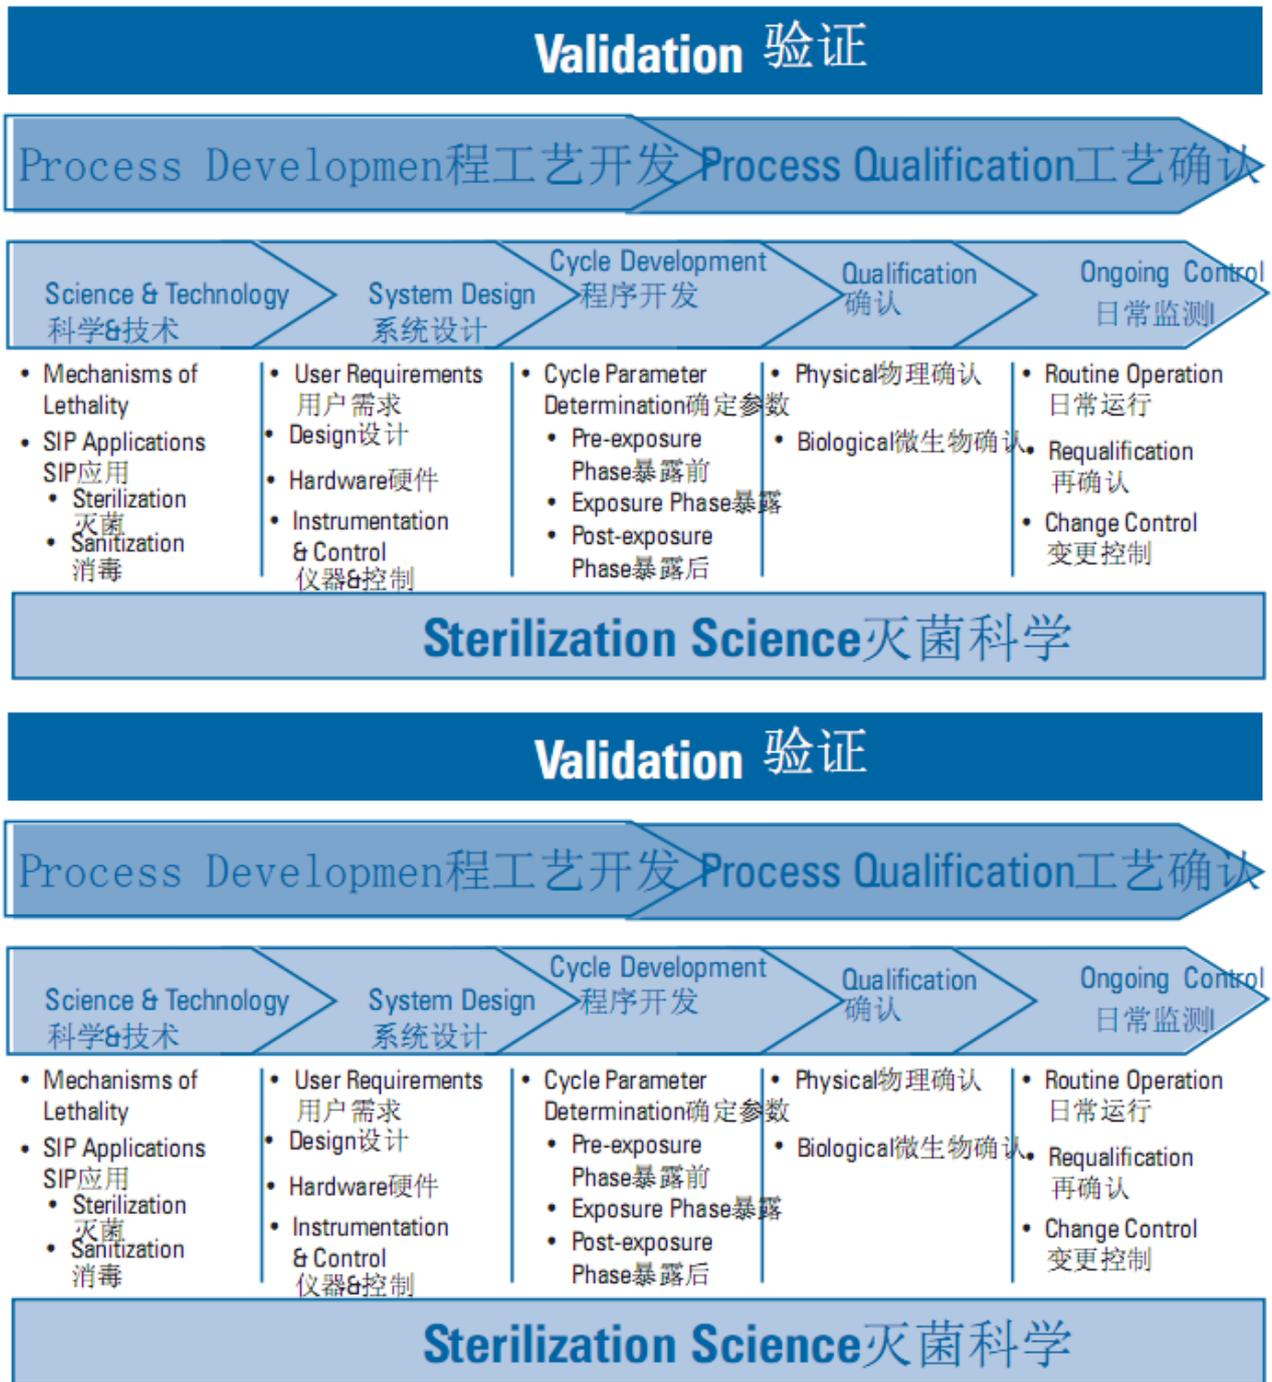 Validation 验证
Process Developmen程工艺开发
Process Qualification工艺确认
Science & Technology
科学&技术
System Design
系统设计
Cycle Development
程序开发
Qualification
确认
Ongoing Control
日常监测l
• Mechanisms of
Lethality
• SIP Applications
SIP应用
• Sterilization
灭菌
• Sanitization
消毒
• User Requirements
用户需求
• Design设计
• Hardware硬件
• Instrumentation
& Control
仪器&控制
• Cycle Parameter
Determination确定参数
• Pre-exposure
Phase暴露前
• Exposure Phase暴露
• Post-exposure
Phase暴露后
• Physical物理确认
• Biological微生物确认
• Routine Operation
日常运行
• Requalification
再确认
• Change Control
变更控制
Sterilization Science灭菌科学
Validation 验证
Process Developmen程工艺开发
Process Qualification工艺确认
Science & Technology
科学&技术
System Design
系统设计
Cycle Development
程序开发
Qualification
确认
Ongoing Control
日常监测l
• Mechanisms of
Lethality
• SIP Applications
SIP应用
• Sterilization
灭菌
• Sanitization
消毒
• User Requirements
用户需求
• Design设计
• Hardware硬件
• Instrumentation
& Control
仪器&控制
• Cycle Parameter
Determination确定参数
• Pre-exposure
Phase暴露前
• Exposure Phase暴露
• Post-exposure
Phase暴露后
• Physical物理确认
• Biological微生物确认
• Routine Operation
日常运行
• Requalification
再确认
• Change Control
变更控制
Sterilization Science灭菌科学